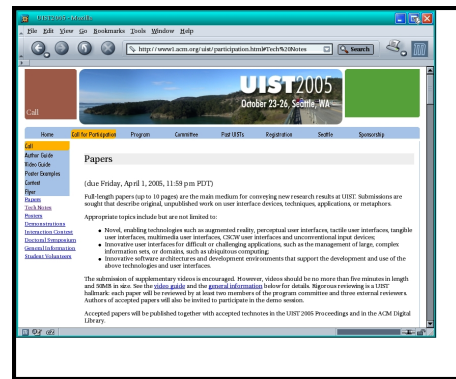 UIST 2005 - Mozilla
File Edit View Go Bookmarks Tools Window Help
http://www1.acm.org/uist/participation.html#Tech%20Notes
Search
Call
UIST2005
October 23-26, Seattle, WA
Home Call for Participation Program Committee Past UISTs Registration Seattle Sponsorship
Call
Author Guide
Video Guide
Poster Examples
Contest
Flyer
Papers
Tech Notes
Posters
Demonstrations
Interaction Contest
Doctoral Symposium
General Information
Student Volunteers
Papers
(due Friday, April 1, 2005, 11:59 pm PDT)
Full-length papers (up to 10 pages) are the main medium for conveying new research results at UIST. Submissions are
sought that describe original, unpublished work on user interface devices, techniques, applications, or metaphors.
Appropriate topics include but are not limited to:
Novel, enabling technologies such as augmented reality, perceptual user interfaces, tactile user interfaces, tangible
user interfaces, multimedia user interfaces, CSCW user interfaces and unconventional input devices;
Innovative user interfaces for difficult or challenging applications, such as the management of large, complex
information sets, or domains, such as ubiquitous computing;
Innovative software architectures and development environments that support the development and use of the
above technologies and user interfaces.
The submission of supplementary videos is encouraged. However, videos should be no more than five minutes in length
and 50MB in size. See the video guide and the general information below for details. Rigorous reviewing is a UIST
hallmark: each paper will be reviewed by at least two members of the program committee and three external reviewers.
Authors of accepted papers will also be invited to participate in the demo session.
Accepted papers will be published together with accepted technotes in the UIST 2005 Proceedings and in the ACM Digital
Library.